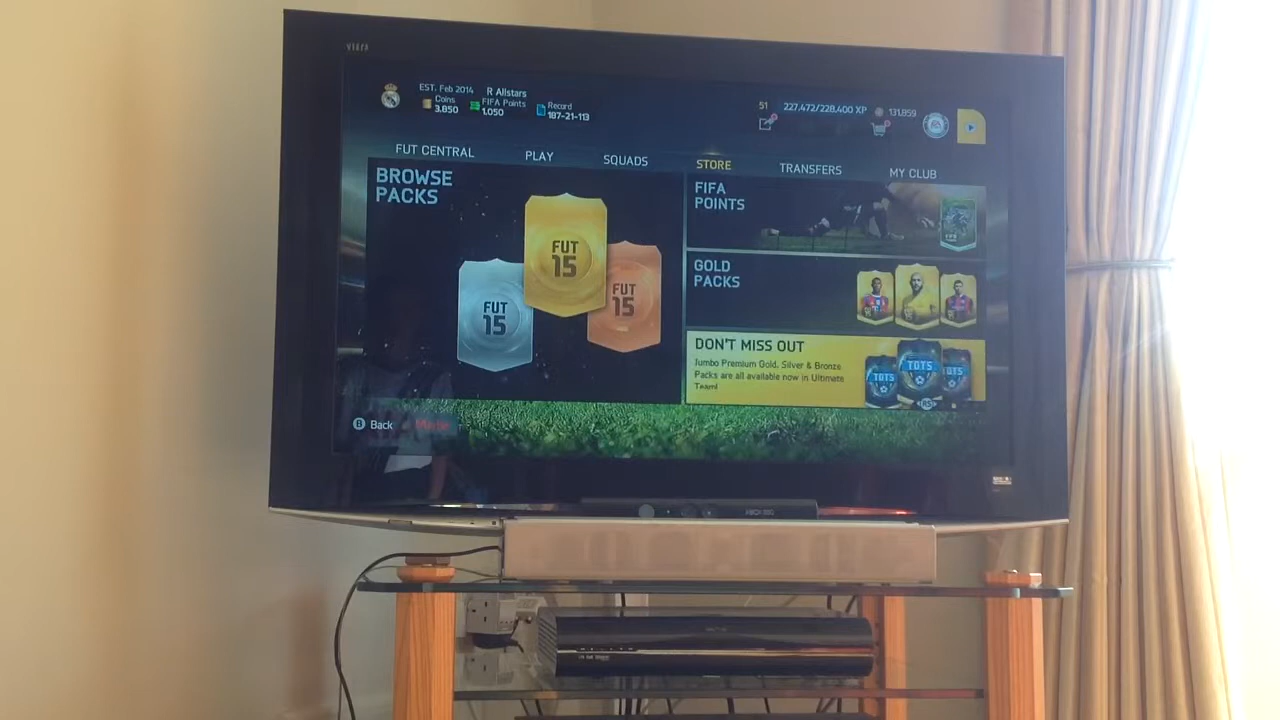 VIERA
EST. Feb 2014 R Allstars
Coins
3,850
FIFA Points
1,050
Record
187-21-113
51 227,472/228,400 XP 131,859
FUT CENTRAL PLAY SQUADS STORE TRANSFERS MY CLUB
BROWSE
PACKS
FUT
15
FUT
15
FUT
15
FIFA
POINTS
GOLD
PACKS
DON'T MISS OUT
Jumbo Premium Gold, Silver & Bronze
Packs are all available now in Ultimate
Team!
TOTS
TOTS
TOTS
B Back
XBOX 360